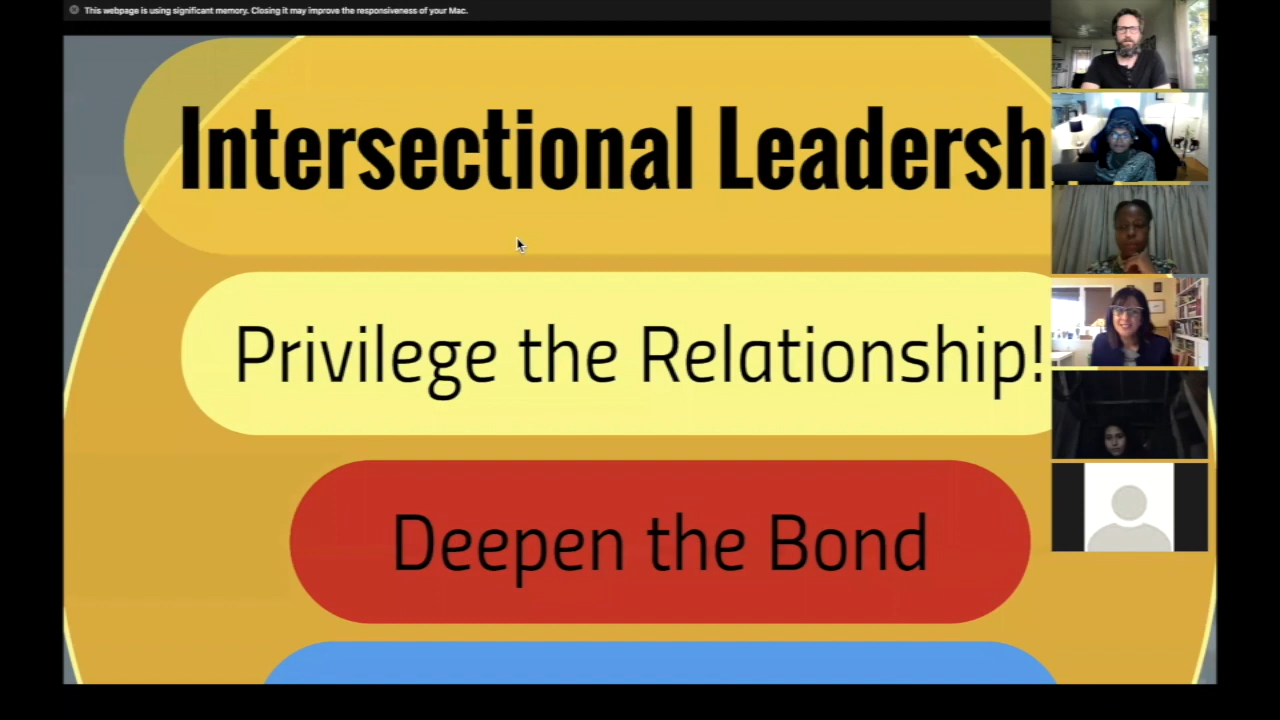 This webpage is using significant memory. Closing it may improve the responsiveness of your Mac.
Intersectional Leadersh
Privilege the Relationship!
Deepen the Bond